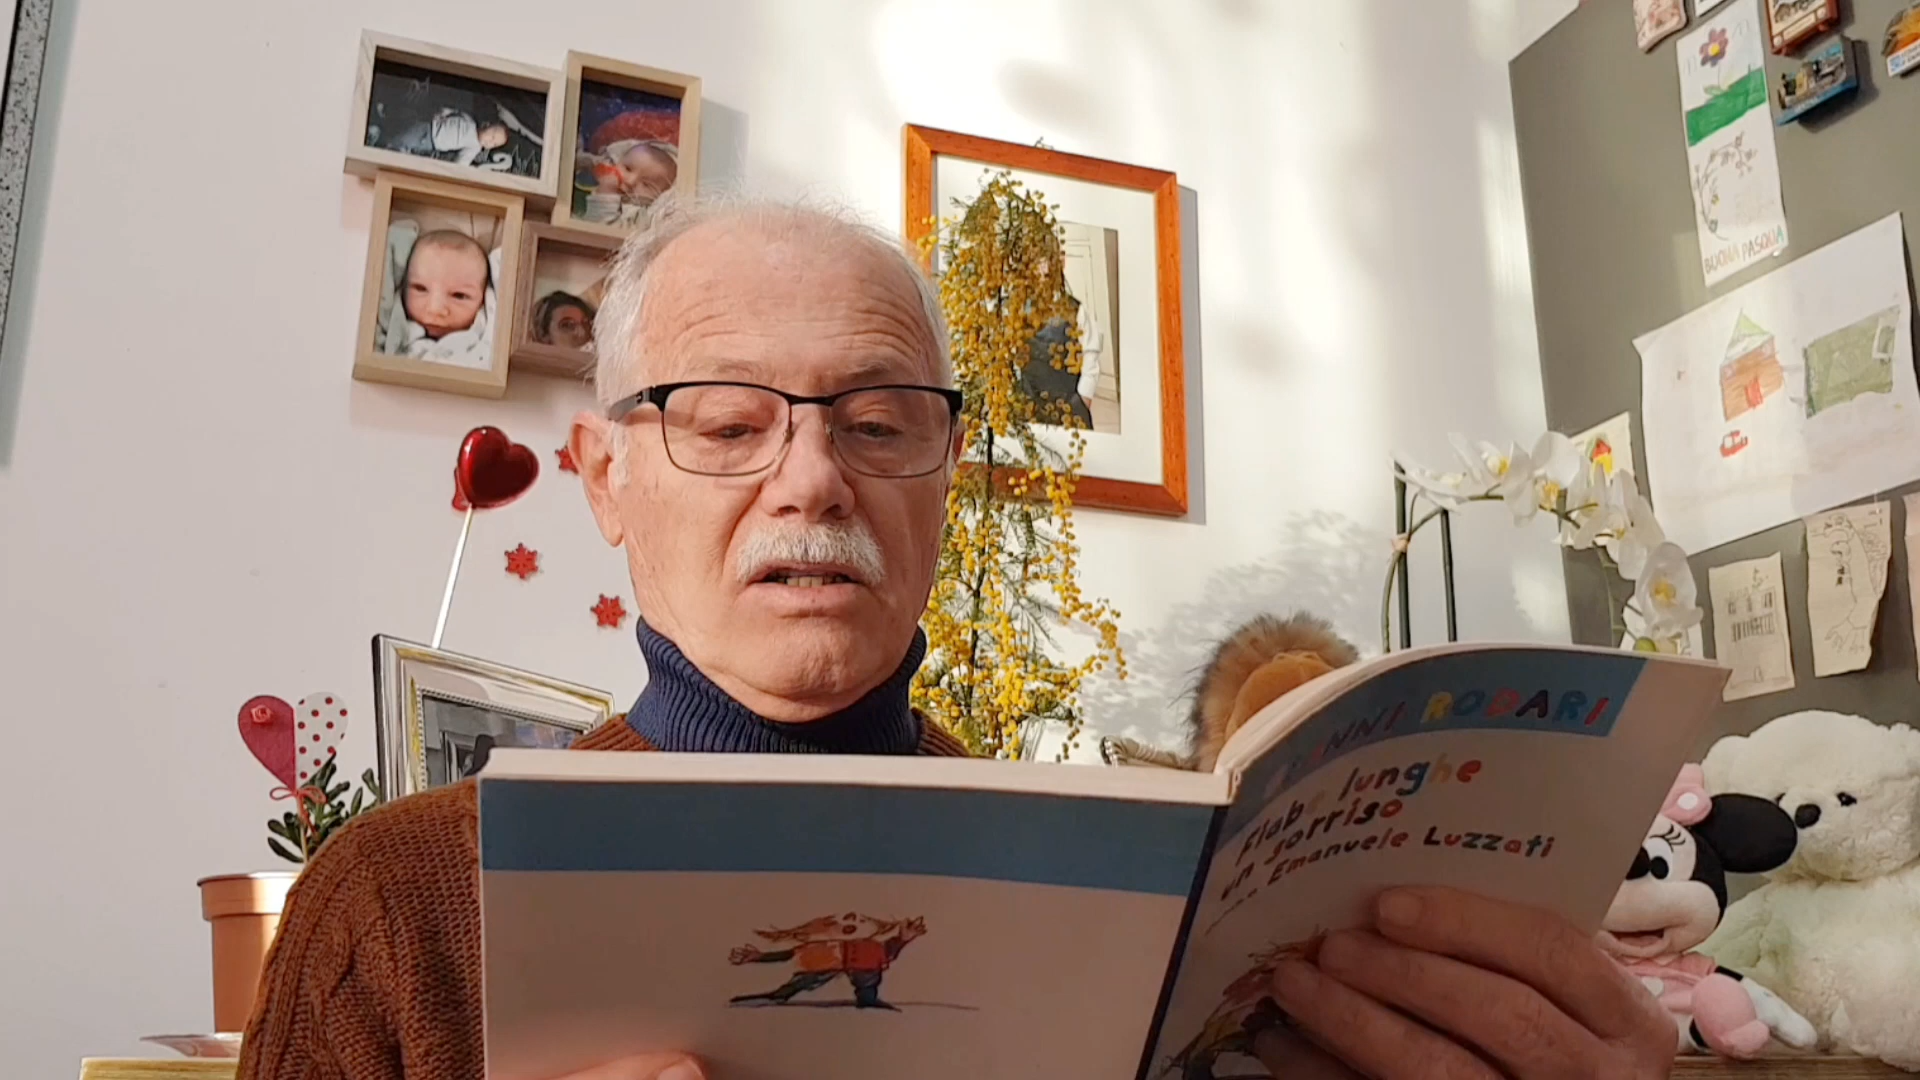 BUONA PASQUA
GIANNI RODARI
Fiabe lunghe
un sorriso
Emanuele Luzzati